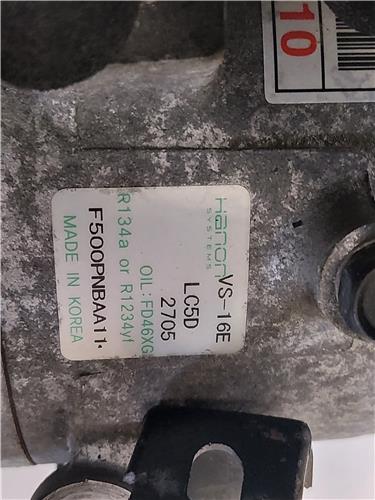 Hanon
SYSTEMS
VS-16E
LC5D
2705
OIL:FD46XG
R134a or R1234yf
F500PNBAA11
MADE IN KOREA
10